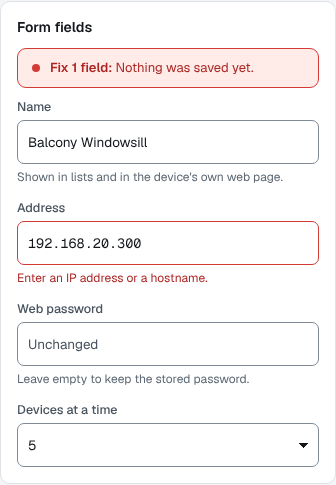 Form fields
Fix 1 field: Nothing was saved yet.
Name
Balcony Windowsill
Shown in lists and in the device's own web page.
Address
192.168.20.300
Enter an IP address or a hostname.
Web password
Unchanged
Leave empty to keep the stored password.
Devices at a time
5